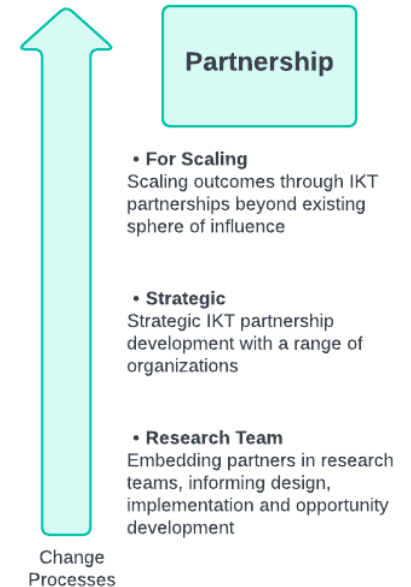 Partnership
• For Scaling
Scaling outcomes through IKT
partnerships beyond existing
sphere of influence
• Strategic
Strategic IKT partnership
development with a range of
organizations
• Research Team
Embedding partners in research
teams, informing design,
implementation and opportunity
development
Change
Processes